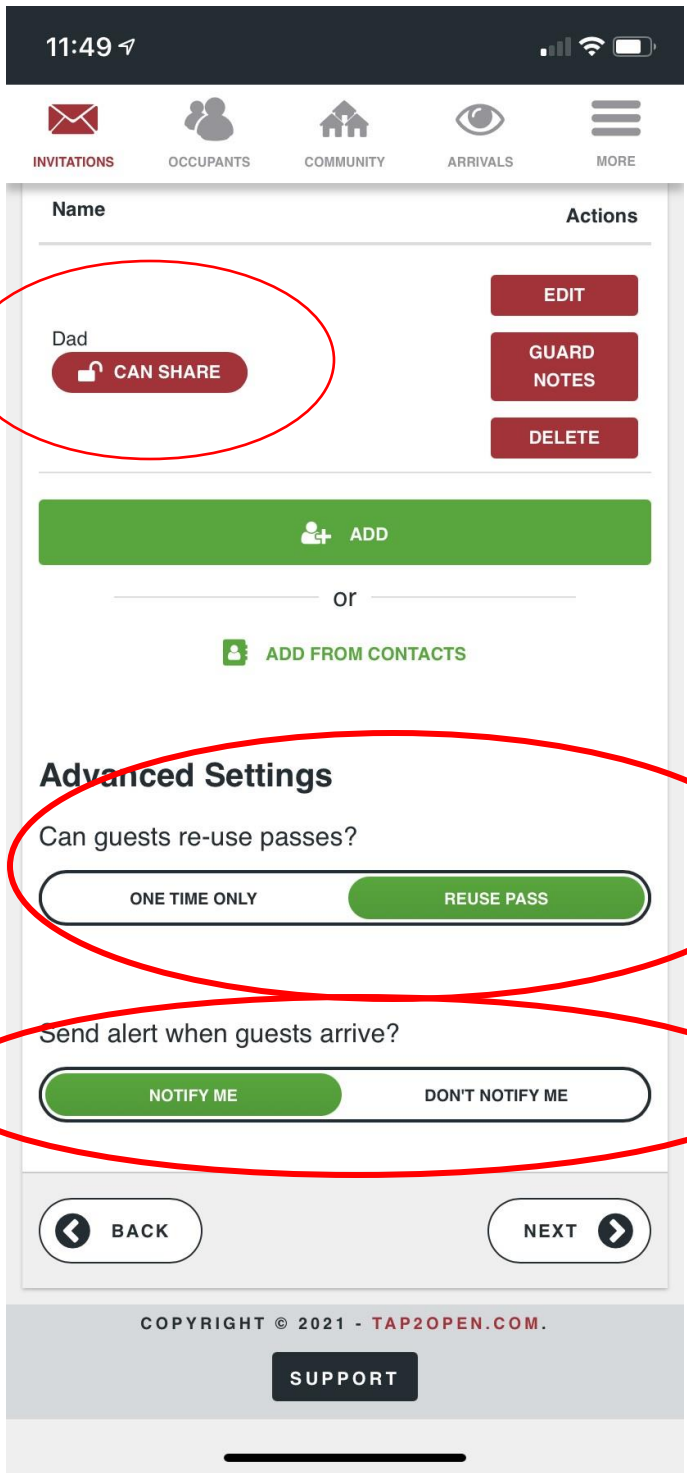 11:49
INVITATIONS OCCUPANTS COMMUNITY ARRIVALS MORE
Name Actions
EDIT
Dad
CAN SHARE
GUARD
NOTES
DELETE
ADD
or
ADD FROM CONTACTS
Advanced Settings
Can guests re-use passes?
ONE TIME ONLY REUSE PASS
Send alert when guests arrive?
NOTIFY ME DON'T NOTIFY ME
BACK NEXT
COPYRIGHT © 2021 - TAP2OPEN.COM.
SUPPORT